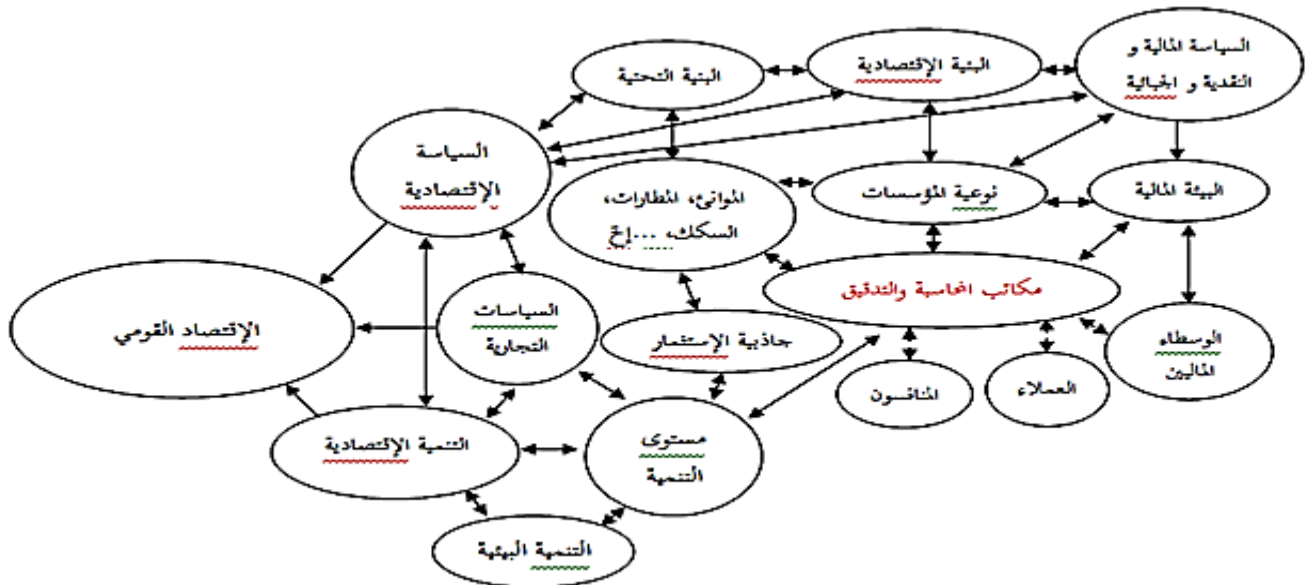 السياسة المالية و
النقدية و الجبائية
البنية الإقتصادية
البنية التحتية
السياسة
الإقتصادية
الموانئ، المطارات،
السكك، ...إلخ
نوعية المؤسسات
البيئة المالية
مكاتب المحاسبة والتدقيق
الإقتصاد القومي
السياسات
التجارية
جاذبية الإستثمار
الوسطاء
الماليين
العملاء
المنافسون
التنمية الإقتصادية
مستوى
التنمية
التنمية البيئية